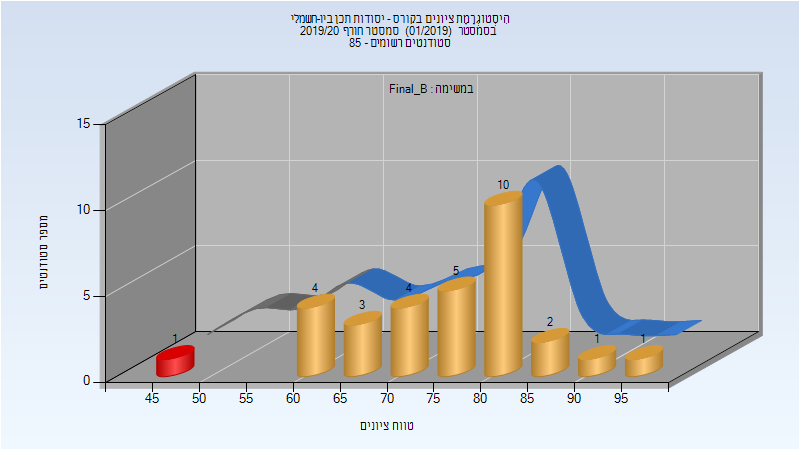 היסטוגרמת ציונים בקורס - יסודות תכן ביו-חשמלי
בסמסטר (01/2019) סמסטר חורף 2019/20
סטודנטים רשומים - 85
במשימה : Final_B
מספר סטודנטים
15
10
5
0
1
4
3
4
5
10
2
1
1
45 50 55 60 65 70 75 80 85 90 95
טווח ציונים